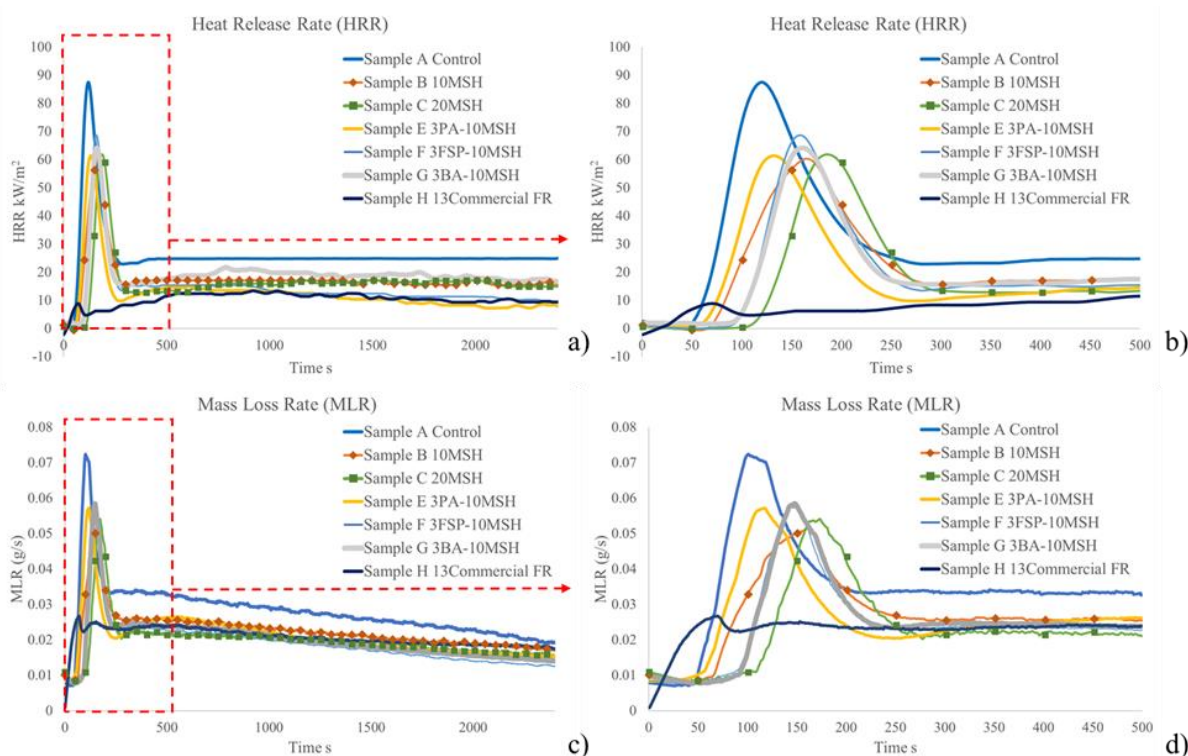 Heat Release Rate (HRR)
100
90
80
70
60
50
40
30
20
10
0
-10
HRR kW/m²
Sample A Control
Sample B 10MSH
Sample C 20MSH
Sample E 3PA-10MSH
Sample F 3FSP-10MSH
Sample G 3BA-10MSH
Sample H 13Commercial FR
0 500 1000 1500 2000
Time s
a)
Heat Release Rate (HRR)
100
90
80
70
60
50
40
30
20
10
0
-10
HRR kW/m²
Sample A Control
Sample B 10MSH
Sample C 20MSH
Sample E 3PA-10MSH
Sample F 3FSP-10MSH
Sample G 3BA-10MSH
Sample H 13Commercial FR
0 50 100 150 200 250 300 350 400 450 500
Time s
b)
Mass Loss Rate (MLR)
0.08
0.07
0.06
0.05
0.04
0.03
0.02
0.01
0
MLR (g/s)
Sample A Control
Sample B 10MSH
Sample C 20MSH
Sample E 3PA-10MSH
Sample F 3FSP-10MSH
Sample G 3BA-10MSH
Sample H 13Commercial FR
0 500 1000 1500 2000
Time s
c)
Mass Loss Rate (MLR)
0.08
0.07
0.06
0.05
0.04
0.03
0.02
0.01
0
MLR (g/s)
Sample A Control
Sample B 10MSH
Sample C 20MSH
Sample E 3PA-10MSH
Sample F 3FSP-10MSH
Sample G 3BA-10MSH
Sample H 13Commercial FR
0 50 100 150 200 250 300 350 400 450 500
Time s
d)